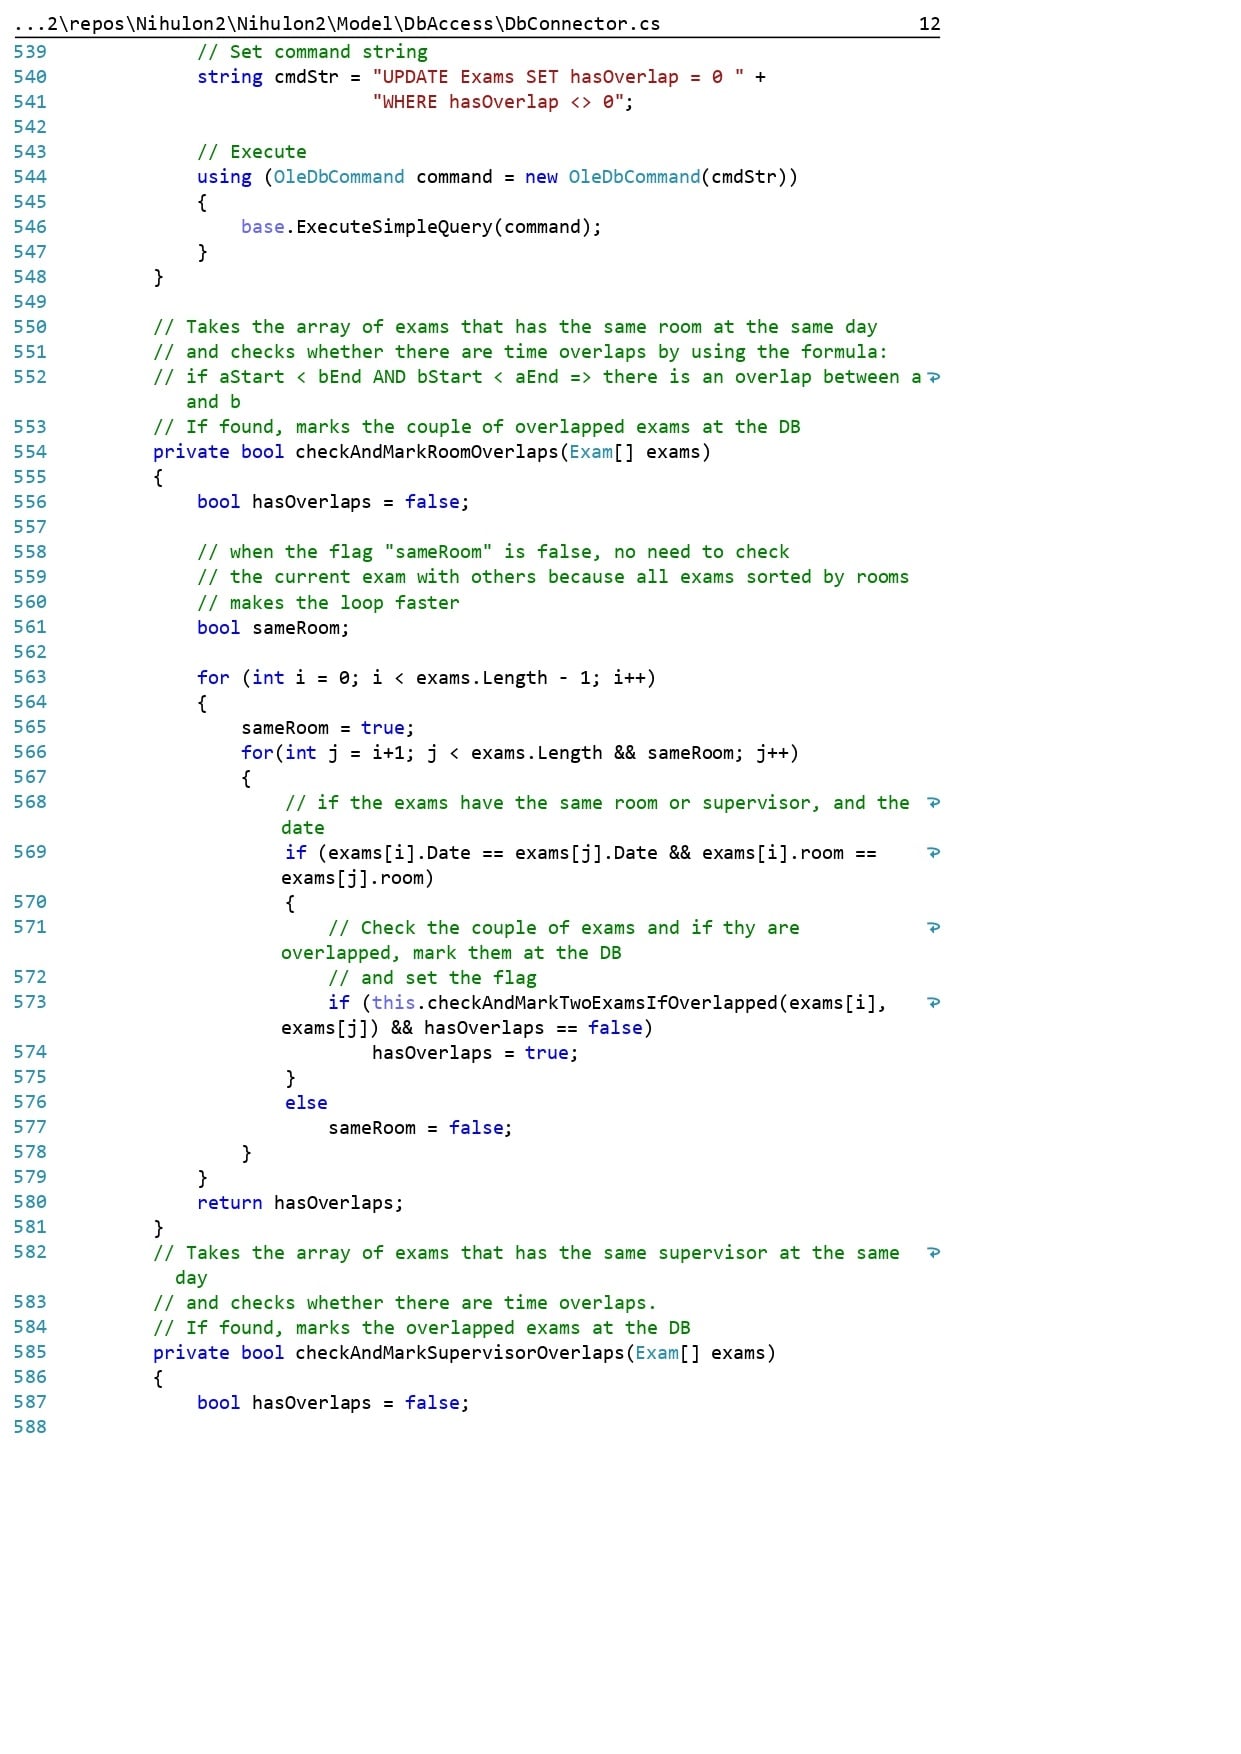 ...2\repos\Nihulon2\Nihulon2\Model\DbAccess\DbConnector.cs 12
539 // Set command string
540 string cmdStr = "UPDATE Exams SET hasOverlap = 0 " +
541 "WHERE hasOverlap <> 0";
542
543 // Execute
544 using (OleDbCommand command = new OleDbCommand(cmdStr))
545 {
546 base.ExecuteSimpleQuery(command);
547 }
548 }
549
550 // Takes the array of exams that has the same room at the same day
551 // and checks whether there are time overlaps by using the formula:
552 // if aStart < bEnd AND bStart < aEnd => there is an overlap between a
and b
553 // If found, marks the couple of overlapped exams at the DB
554 private bool checkAndMarkRoomOverlaps(Exam[] exams)
555 {
556 bool hasOverlaps = false;
557
558 // when the flag "sameRoom" is false, no need to check
559 // the current exam with others because all exams sorted by rooms
560 // makes the loop faster
561 bool sameRoom;
562
563 for (int i = 0; i < exams.Length - 1; i++)
564 {
565 sameRoom = true;
566 for(int j = i+1; j < exams.Length && sameRoom; j++)
567 {
568 // if the exams have the same room or supervisor, and the
date
569 if (exams[i].Date == exams[j].Date && exams[i].room ==
exams[j].room)
570 {
571 // Check the couple of exams and if thy are
overlapped, mark them at the DB
572 // and set the flag
573 if (this.checkAndMarkTwoExamsIfOverlapped(exams[i],
exams[j]) && hasOverlaps == false)
574 hasOverlaps = true;
575 }
576 else
577 sameRoom = false;
578 }
579 }
580 return hasOverlaps;
581 }
582 // Takes the array of exams that has the same supervisor at the same
day
583 // and checks whether there are time overlaps.
584 // If found, marks the overlapped exams at the DB
585 private bool checkAndMarkSupervisorOverlaps(Exam[] exams)
586 {
587 bool hasOverlaps = false;
588